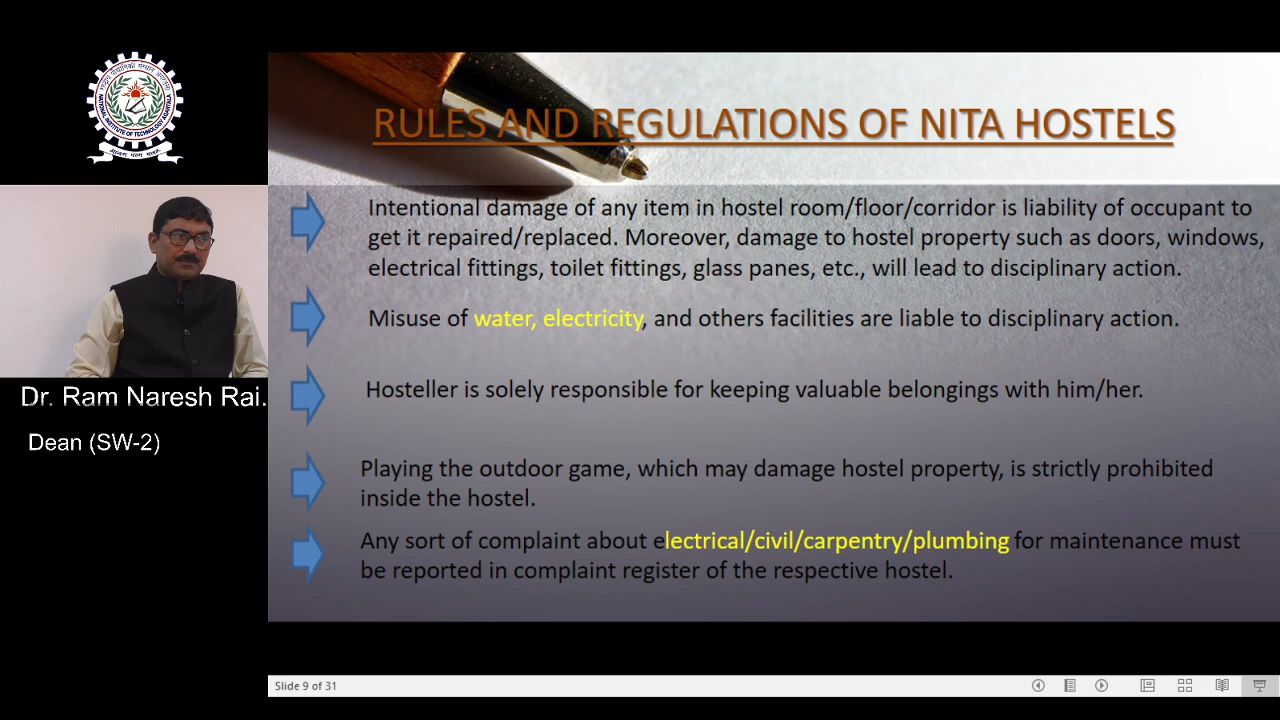 RULES AND REGULATIONS OF NITA HOSTELS
Intentional damage of any item in hostel room/floor/corridor is liability of occupant to
get it repaired/replaced. Moreover, damage to hostel property such as doors, windows,
electrical fittings, toilet fittings, glass panes, etc., will lead to disciplinary action.
Misuse of water, electricity, and others facilities are liable to disciplinary action.
Hosteller is solely responsible for keeping valuable belongings with him/her.
Playing the outdoor game, which may damage hostel property, is strictly prohibited
inside the hostel.
Any sort of complaint about electrical/civil/carpentry/plumbing for maintenance must
be reported in complaint register of the respective hostel.
Dr. Ram Naresh Rai.
Dean (SW-2)
Slide 9 of 31